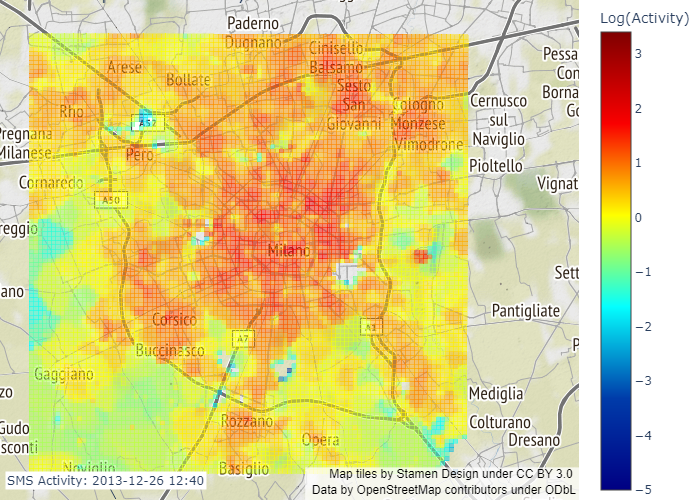 Paderno
Dugnano
Cinisello
Balsamo
Sesto
San
Giovanni
Arese
Bollate
Rho
A52
Pero
Pregnana
Milanese
Cornaredo
A50
reggio
ano
Cologno
Monzese
Vimodrone
Cernusco
sul
Naviglio
Pioltello
Pessa
Con
Borna
Go
Vignat
Milano
Sett
Pantigliate
Corsico
Buccinasco
A7
Gaggiano
zo
Gudo
sconti
Noviglio
Rozzano
Opera
Basiglio
Mediglia
Colturano
Dresano
P
SMS Activity: 2013-12-26 12:40
Map tiles by Stamen Design under CC BY 3.0
Data by OpenStreetMap contributors under ODbL
Log(Activity)
3
2
1
0
−1
−2
−3
−4
−5